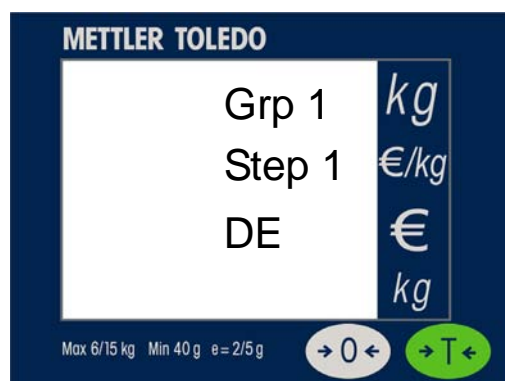 METTLER TOLEDO
Grp 1 kg
Step 1 €/kg
DE €
kg
Max 6/15 kg Min 40 g e = 2/5 g →0← →T←